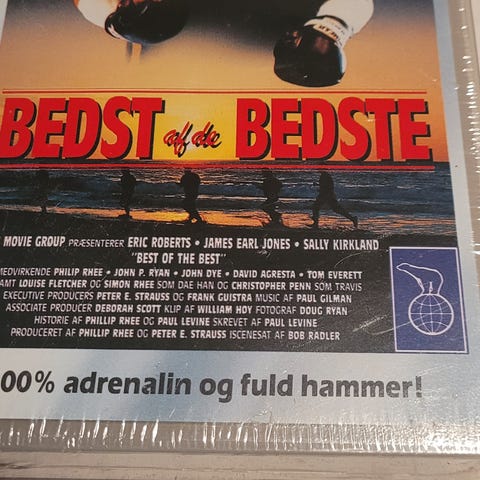 BEDST af de BEDSTE
MOVIE GROUP PRÆSENTERER ERIC ROBERTS • JAMES EARL JONES • SALLY KIRKLAND
"BEST OF THE BEST"
MEDVIRKENDE PHILIP RHEE • JOHN P. RYAN • JOHN DYE • DAVID AGRESTA • TOM EVERETT
AMT LOUISE FLETCHER OG SIMON RHEE SOM DAE HAN OG CHRISTOPHER PENN SOM TRAVIS
EXECUTIVE PRODUCERS PETER E. STRAUSS OG FRANK GUISTRA MUSIC AF PAUL GILMAN
ASSOCIATE PRODUCER DEBORAH SCOTT KLIP AF WILLIAM HOY FOTOGRAF DOUG RYAN
HISTORIE AF PHILLIP RHEE OG PAUL LEVINE SKREVET AF PAUL LEVINE
PRODUCERET AF PHILLIP RHEE OG PETER E. STRAUSS ISCENESAT AF BOB RADLER
00% adrenalin og fuld hammer!